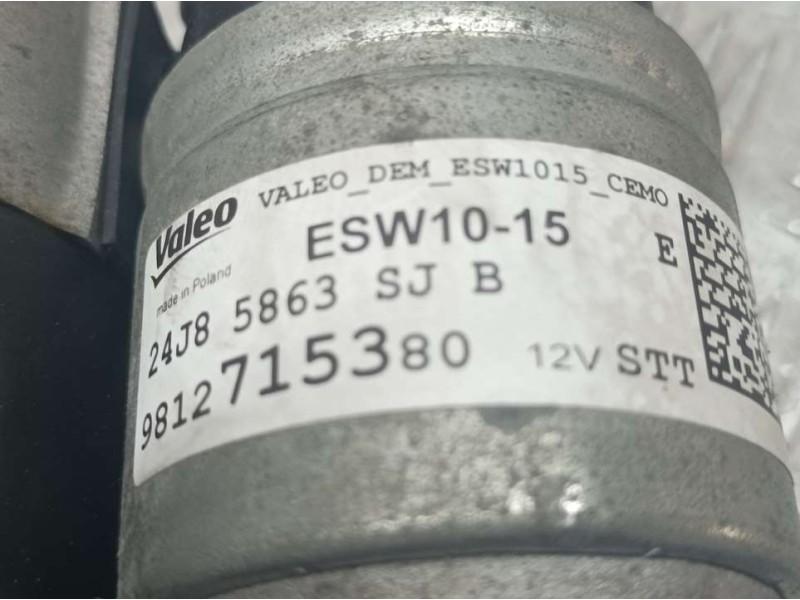 VALEO_DEM_ESW1015_CEMO
Valeo
ESW10-15 E
made in Poland
24J8 5863 SJ B
9812715380 12V STT